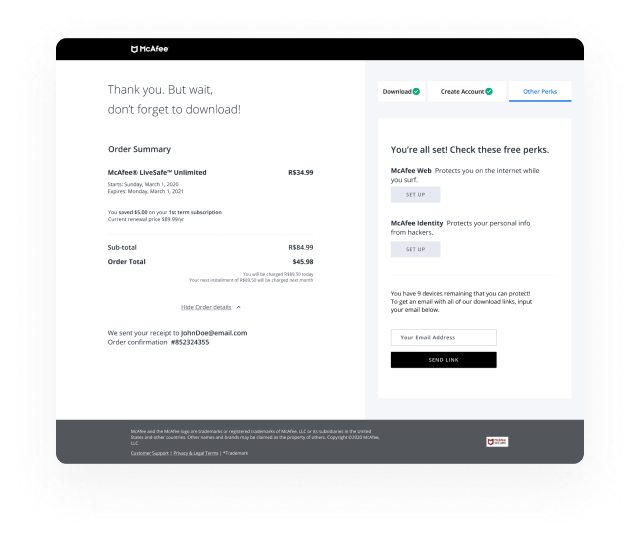 McAfee
Thank you. But wait,
don't forget to download!
Order Summary
McAfee® LiveSafe™ Unlimited R$34.99
Starts: Sunday, March 1, 2020
Expires: Monday, March 1, 2021
You saved $5.00 on your 1st term subscription
Current renewal price $89.99/yr
Sub-total R$84.99
Order Total $45.98
You will be charged R$89,50 today
Your next installment of R$89,50 will be charged next month
Hide Order details
We sent your receipt to JohnDoe@email.com
Order confirmation #852324355
Download Create Account Other Perks
You're all set! Check these free perks.
McAfee Web Protects you on the internet while
you surf.
SET UP
McAfee Identity Protects your personal info
from hackers.
SET UP
You have 9 devices remaining that you can protect!
To get an email with all of our download links, input
your email below.
Your Email Address
SEND LINK
McAfee and the McAfee logo are trademarks or registered trademarks of McAfee, LLC or its subsidiaries in the United
States and other countries. Other names and brands may be claimed as the property of others. Copyright ©2020 McAfee,
LLC
Customer Support | Privacy & Legal Terms | *Trademark
McAfee
SECURE